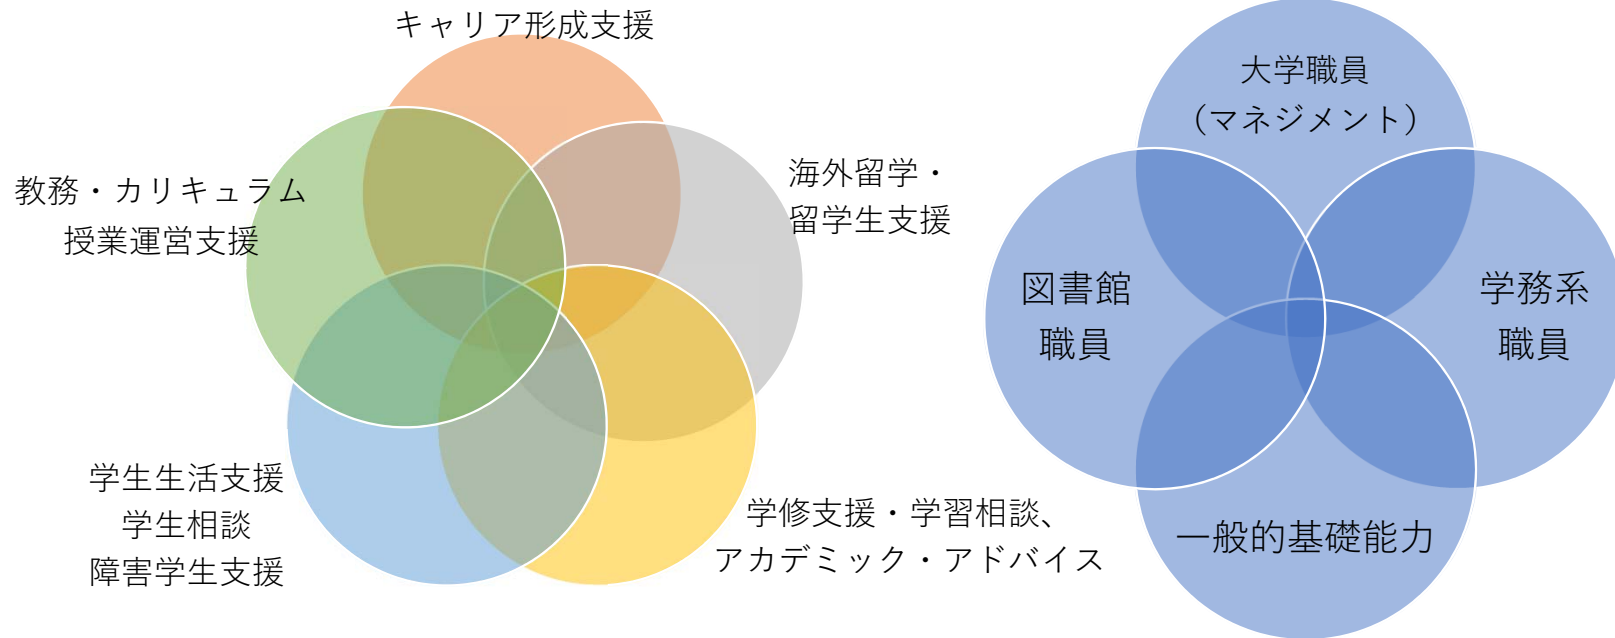 キャリア形成支援
教務・カリキュラム
授業運営支援
海外留学・
留学生支援
学生生活支援
学生相談
障害学生支援
学修支援・学習相談、
アカデミック・アドバイス
大学職員
（マネジメント）
図書館
職員
学務系
職員
一般的基礎能力